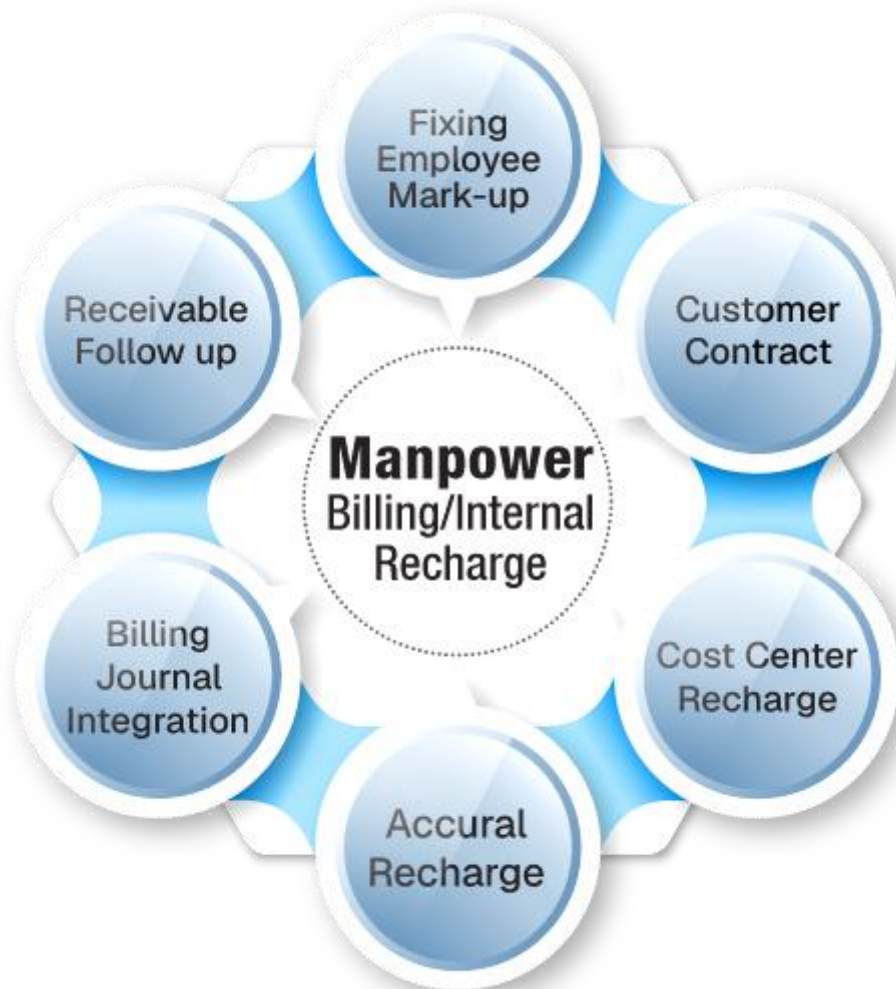 Fixing
Employee
Mark-up
Receivable
Follow up
Customer
Contract
Manpower
Billing/Internal
Recharge
Billing
Journal
Integration
Cost Center
Recharge
Accural
Recharge